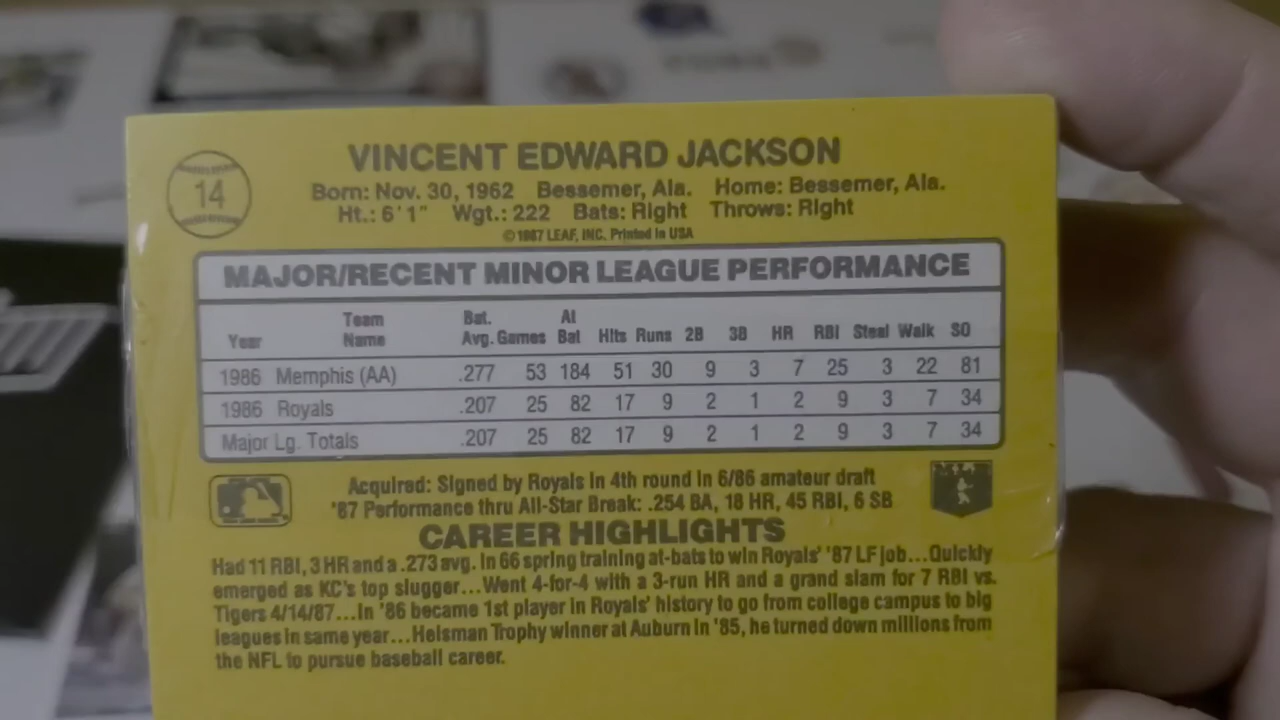 14
VINCENT EDWARD JACKSON
Born: Nov. 30, 1962 Bessemer, Ala. Home: Bessemer, Ala.
Ht.: 6'1" Wgt.: 222 Bats: Right Throws: Right
©1987 LEAF, INC. Printed in USA
MAJOR/RECENT MINOR LEAGUE PERFORMANCE
Year Team Name Bat. Avg. Games At Bat Hits Runs 2B 3B HR RBI Steal Walk SO
1986 Memphis (AA) .277 53 184 51 30 9 3 7 25 3 22 81
1986 Royals .207 25 82 17 9 2 1 2 9 3 7 34
Major Lg. Totals .207 25 82 17 9 2 1 2 9 3 7 34
Acquired: Signed by Royals in 4th round in 6/86 amateur draft
'87 Performance thru All-Star Break: .254 BA, 18 HR, 45 RBI, 6 SB
CAREER HIGHLIGHTS
Had 11 RBI, 3 HR and a .273 avg. in 66 spring training at-bats to win Royals' '87 LF job...Quickly
emerged as KC's top slugger...Went 4-for-4 with a 3-run HR and a grand slam for 7 RBI vs.
Tigers 4/14/87...In '86 became 1st player in Royals' history to go from college campus to big
leagues in same year...Heisman Trophy winner at Auburn in '85, he turned down millions from
the NFL to pursue baseball career.